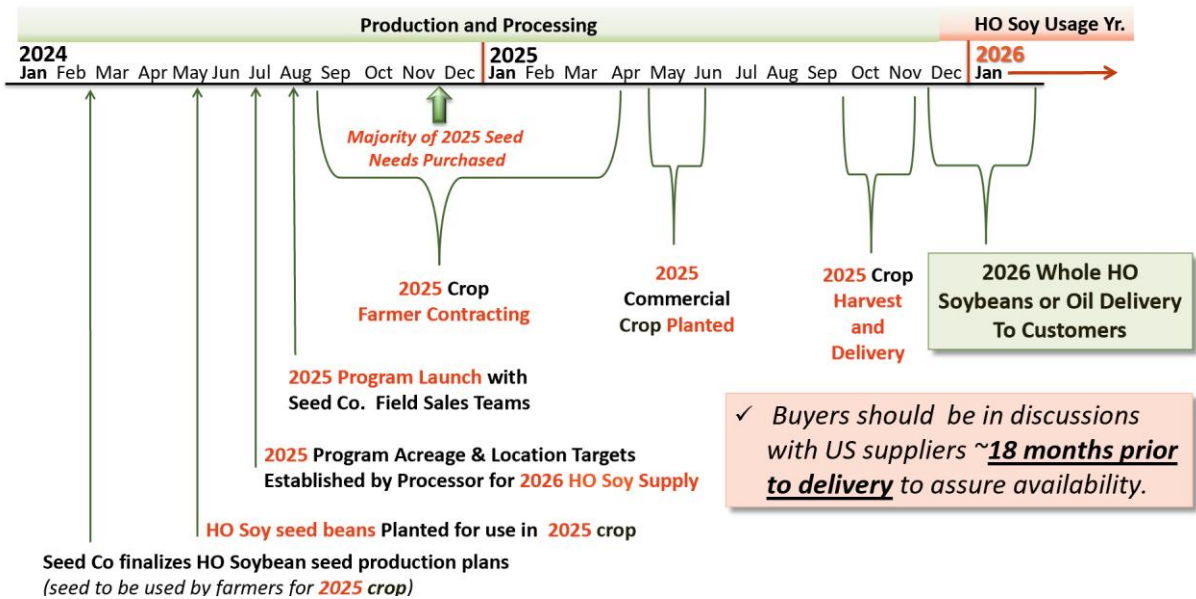 Production and Processing
HO Soy Usage Yr.
2024
2025
2026
Jan Feb Mar Apr May Jun Jul Aug Sep Oct Nov Dec Jan Feb Mar Apr May Jun Jul Aug Sep Oct Nov Dec Jan
Majority of 2025 Seed
Needs Purchased
2025 Crop
Farmer Contracting
2025
Commercial
Crop Planted
2025 Crop
Harvest
and
Delivery
2026 Whole HO
Soybeans or Oil Delivery
To Customers
2025 Program Launch with
Seed Co. Field Sales Teams
✓ Buyers should be in discussions
with US suppliers ~18 months prior
to delivery to assure availability.
2025 Program Acreage & Location Targets
Established by Processor for 2026 HO Soy Supply
HO Soy seed beans Planted for use in 2025 crop
Seed Co finalizes HO Soybean seed production plans
(seed to be used by farmers for 2025 crop)